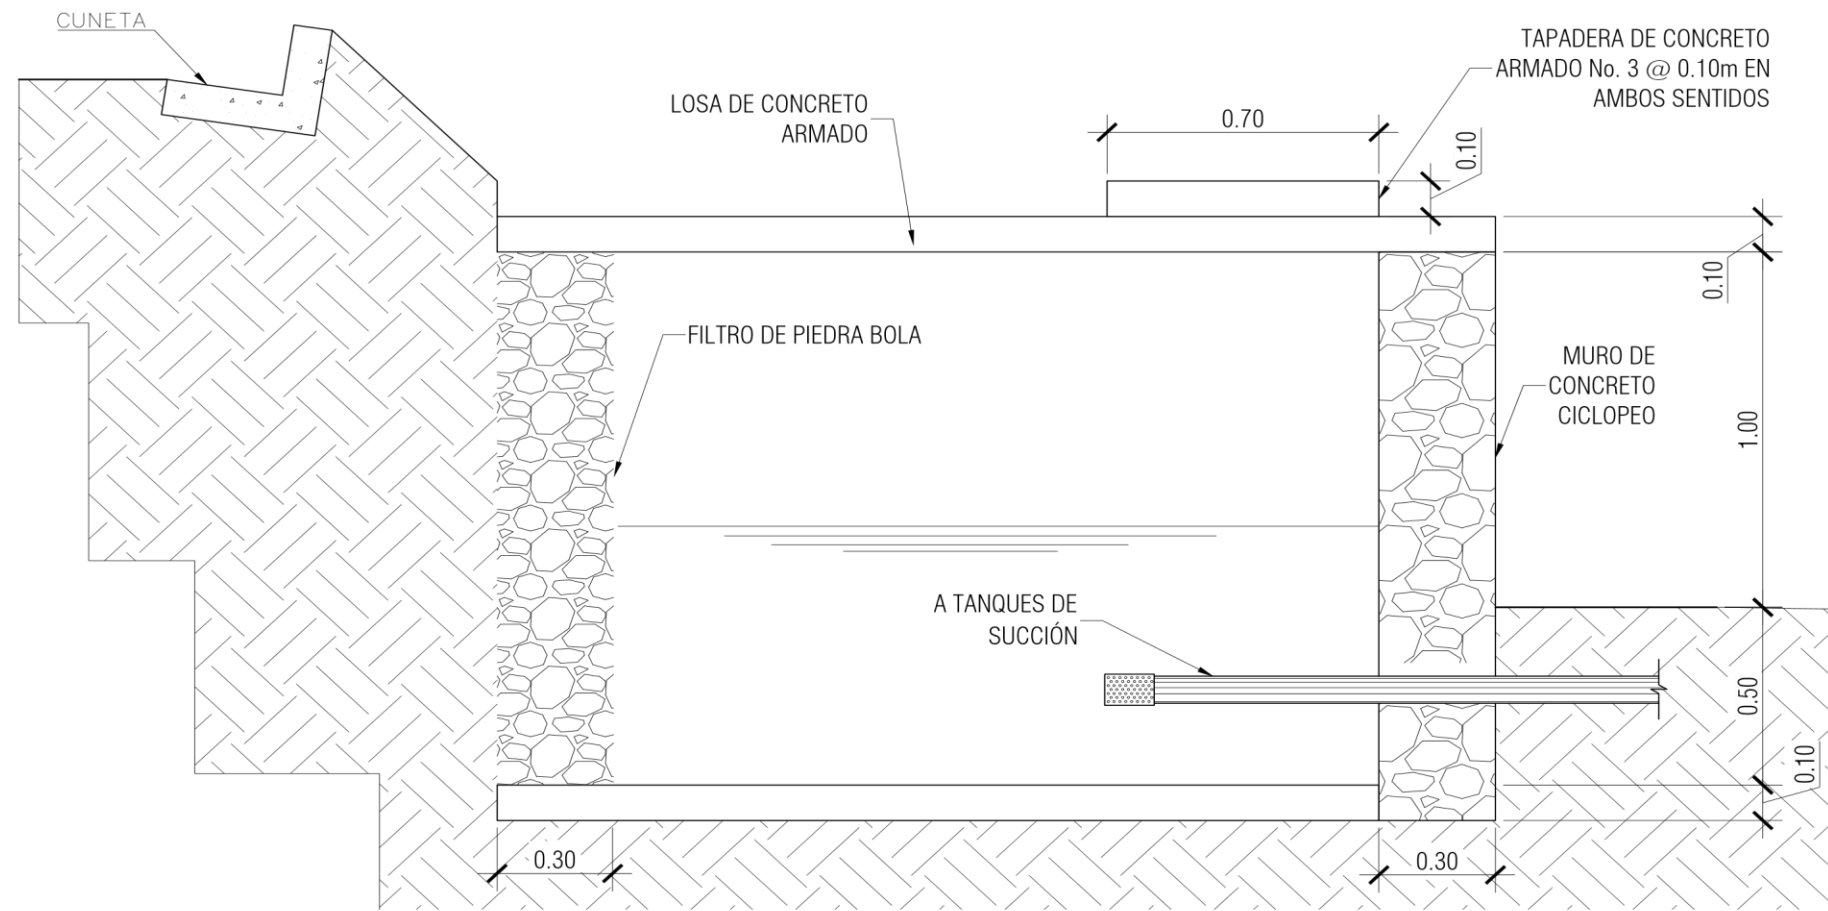 CUNETA
TAPADERA DE CONCRETO
ARMADO No. 3 @ 0.10m EN
AMBOS SENTIDOS
LOSA DE CONCRETO
ARMADO
0.70
0.10
0.10
FILTRO DE PIEDRA BOLA
MURO DE
CONCRETO
CICLOPEO
1.00
A TANQUES DE
SUCCIÓN
0.50
0.10
0.30
0.30